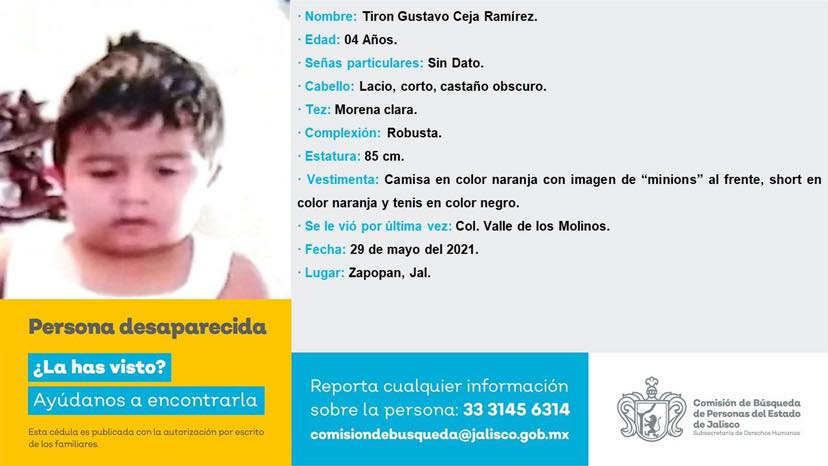 · Nombre: Tiron Gustavo Ceja Ramírez.
· Edad: 04 Años.
· Señas particulares: Sin Dato.
· Cabello: Lacio, corto, castaño obscuro.
· Tez: Morena clara.
· Complexión: Robusta.
· Estatura: 85 cm.
· Vestimenta: Camisa en color naranja con imagen de “minions” al frente, short en
color naranja y tenis en color negro.
· Se le vió por última vez: Col. Valle de los Molinos.
· Fecha: 29 de mayo del 2021.
· Lugar: Zapopan, Jal.
Persona desaparecida
¿La has visto?
Ayúdanos a encontrarla
Esta cédula es publicada con la autorización por escrito
de los familiares.
Reporta cualquier información
sobre la persona: 33 3145 6314
comisiondebusqueda@jalisco.gob.mx
Comisión de Búsqueda
de Personas del Estado
de Jalisco
Subsecretaría de Derechos Humanos